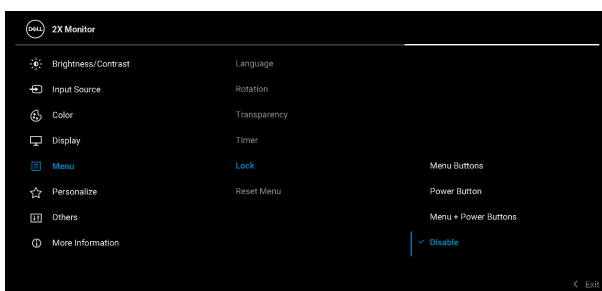 DELL
2X Monitor
Brightness/Contrast Language
Input Source Rotation
Color Transparency
Display Timer
Menu Lock Menu Buttons
Personalize Reset Menu Power Button
Others Menu + Power Buttons
More Information Disable
Exit